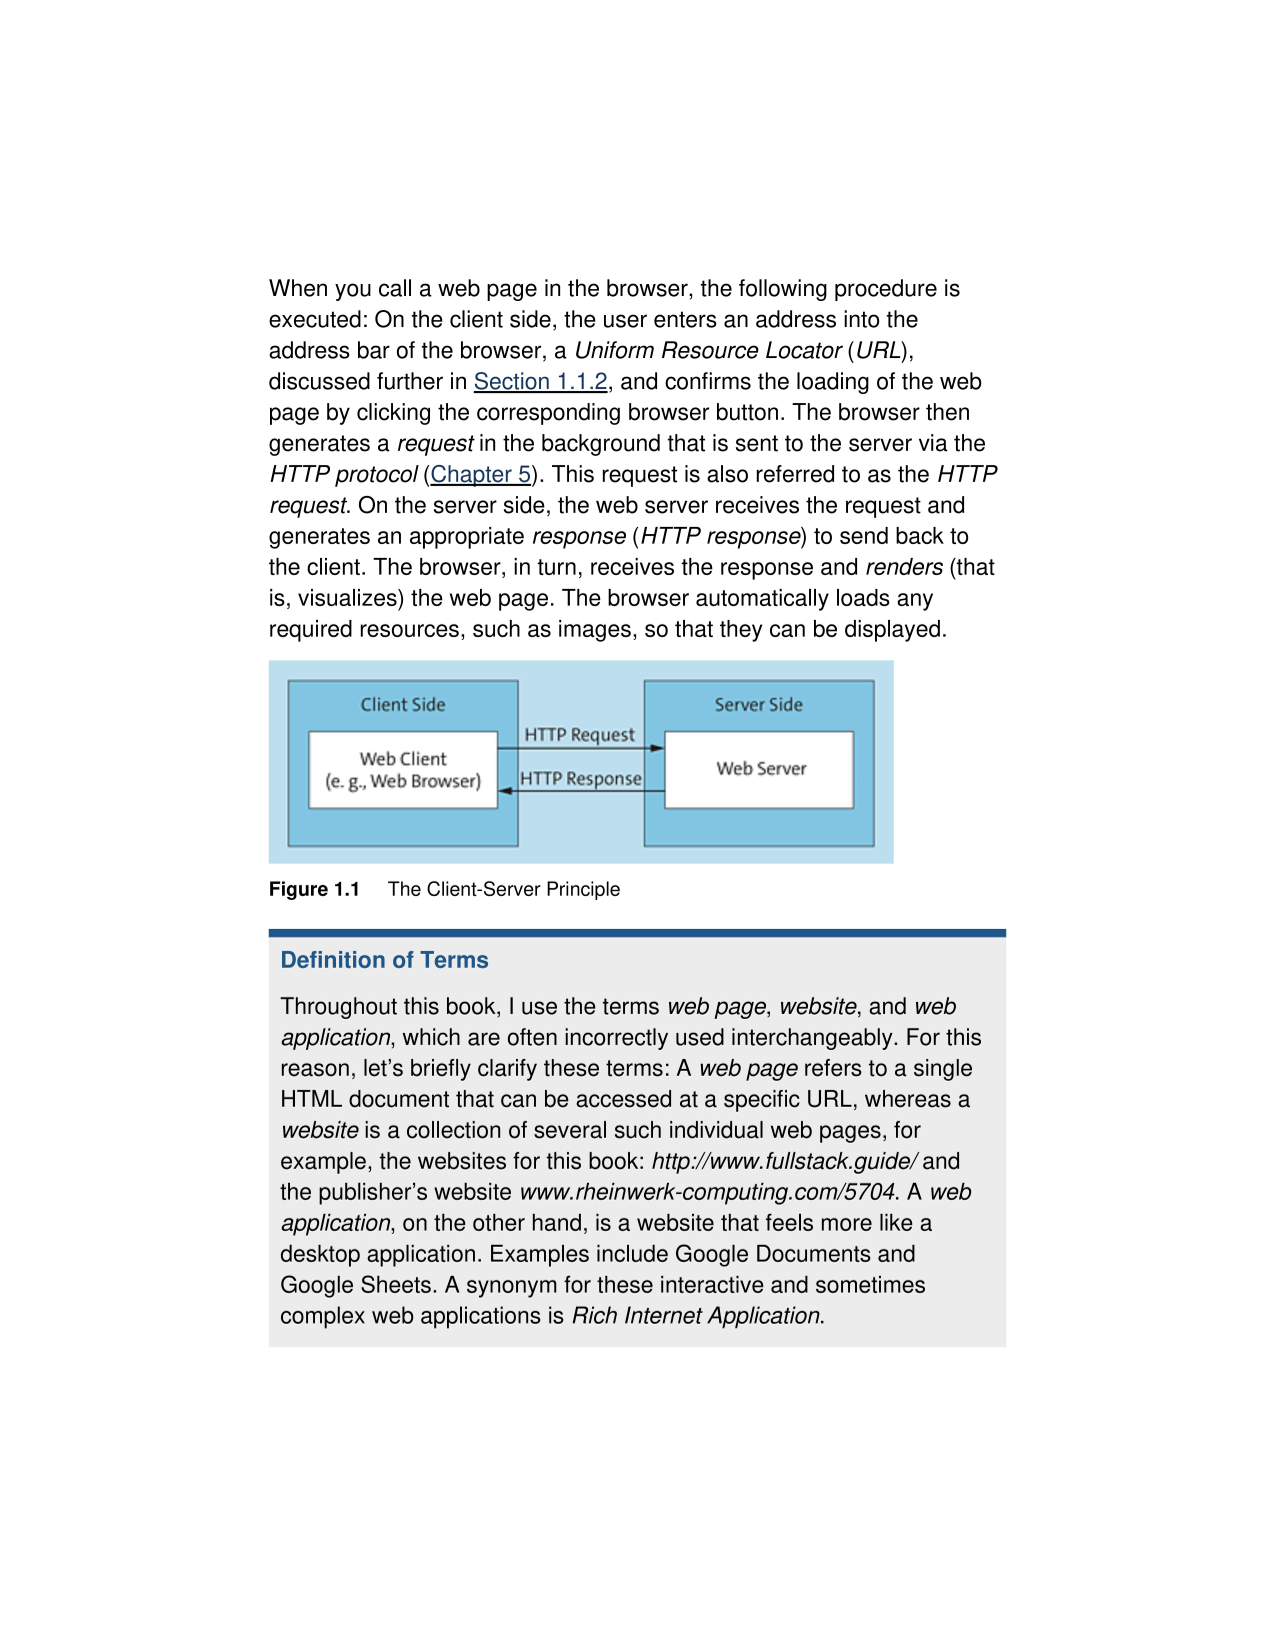 When you call a web page in the browser, the following procedure is
executed: On the client side, the user enters an address into the
address bar of the browser, a Uniform Resource Locator (URL),
discussed further in Section 1.1.2, and confirms the loading of the web
page by clicking the corresponding browser button. The browser then
generates a request in the background that is sent to the server via the
HTTP protocol (Chapter 5). This request is also referred to as the HTTP
request. On the server side, the web server receives the request and
generates an appropriate response (HTTP response) to send back to
the client. The browser, in turn, receives the response and renders (that
is, visualizes) the web page. The browser automatically loads any
required resources, such as images, so that they can be displayed.
Client Side
Web Client
(e. g., Web Browser)
HTTP Request
HTTP Response
Server Side
Web Server
Figure 1.1 The Client-Server Principle
Definition of Terms
Throughout this book, I use the terms web page, website, and web
application, which are often incorrectly used interchangeably. For this
reason, let’s briefly clarify these terms: A web page refers to a single
HTML document that can be accessed at a specific URL, whereas a
website is a collection of several such individual web pages, for
example, the websites for this book: http://www.fullstack.guide/ and
the publisher’s website www.rheinwerk-computing.com/5704. A web
application, on the other hand, is a website that feels more like a
desktop application. Examples include Google Documents and
Google Sheets. A synonym for these interactive and sometimes
complex web applications is Rich Internet Application.